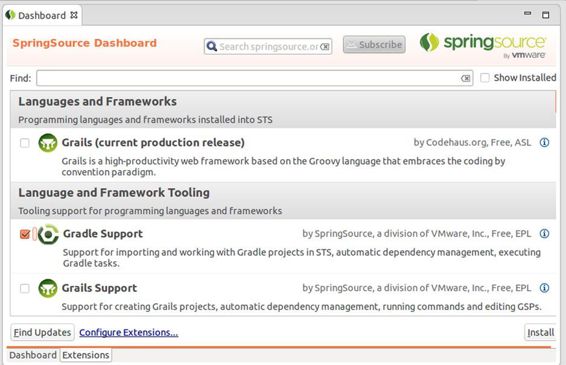 Dashboard
SpringSource Dashboard
Search springsource.or
Subscribe
springsource
By vmware
Find:
Show Installed
Languages and Frameworks
Programming languages and frameworks installed into STS
Grails (current production release)
by Codehaus.org, Free, ASL
Grails is a high-productivity web framework based on the Groovy language that embraces the coding by
convention paradigm.
Language and Framework Tooling
Tooling support for programming languages and frameworks
Gradle Support
by SpringSource, a division of VMware, Inc., Free, EPL
Support for importing and working with Gradle projects in STS, automatic dependency management, executing
Gradle tasks.
Grails Support
by SpringSource, a division of VMware, Inc., Free, EPL
Support for creating Grails projects, automatic dependency management, running commands and editing GSPs.
Find Updates
Configure Extensions...
Install
Dashboard
Extensions